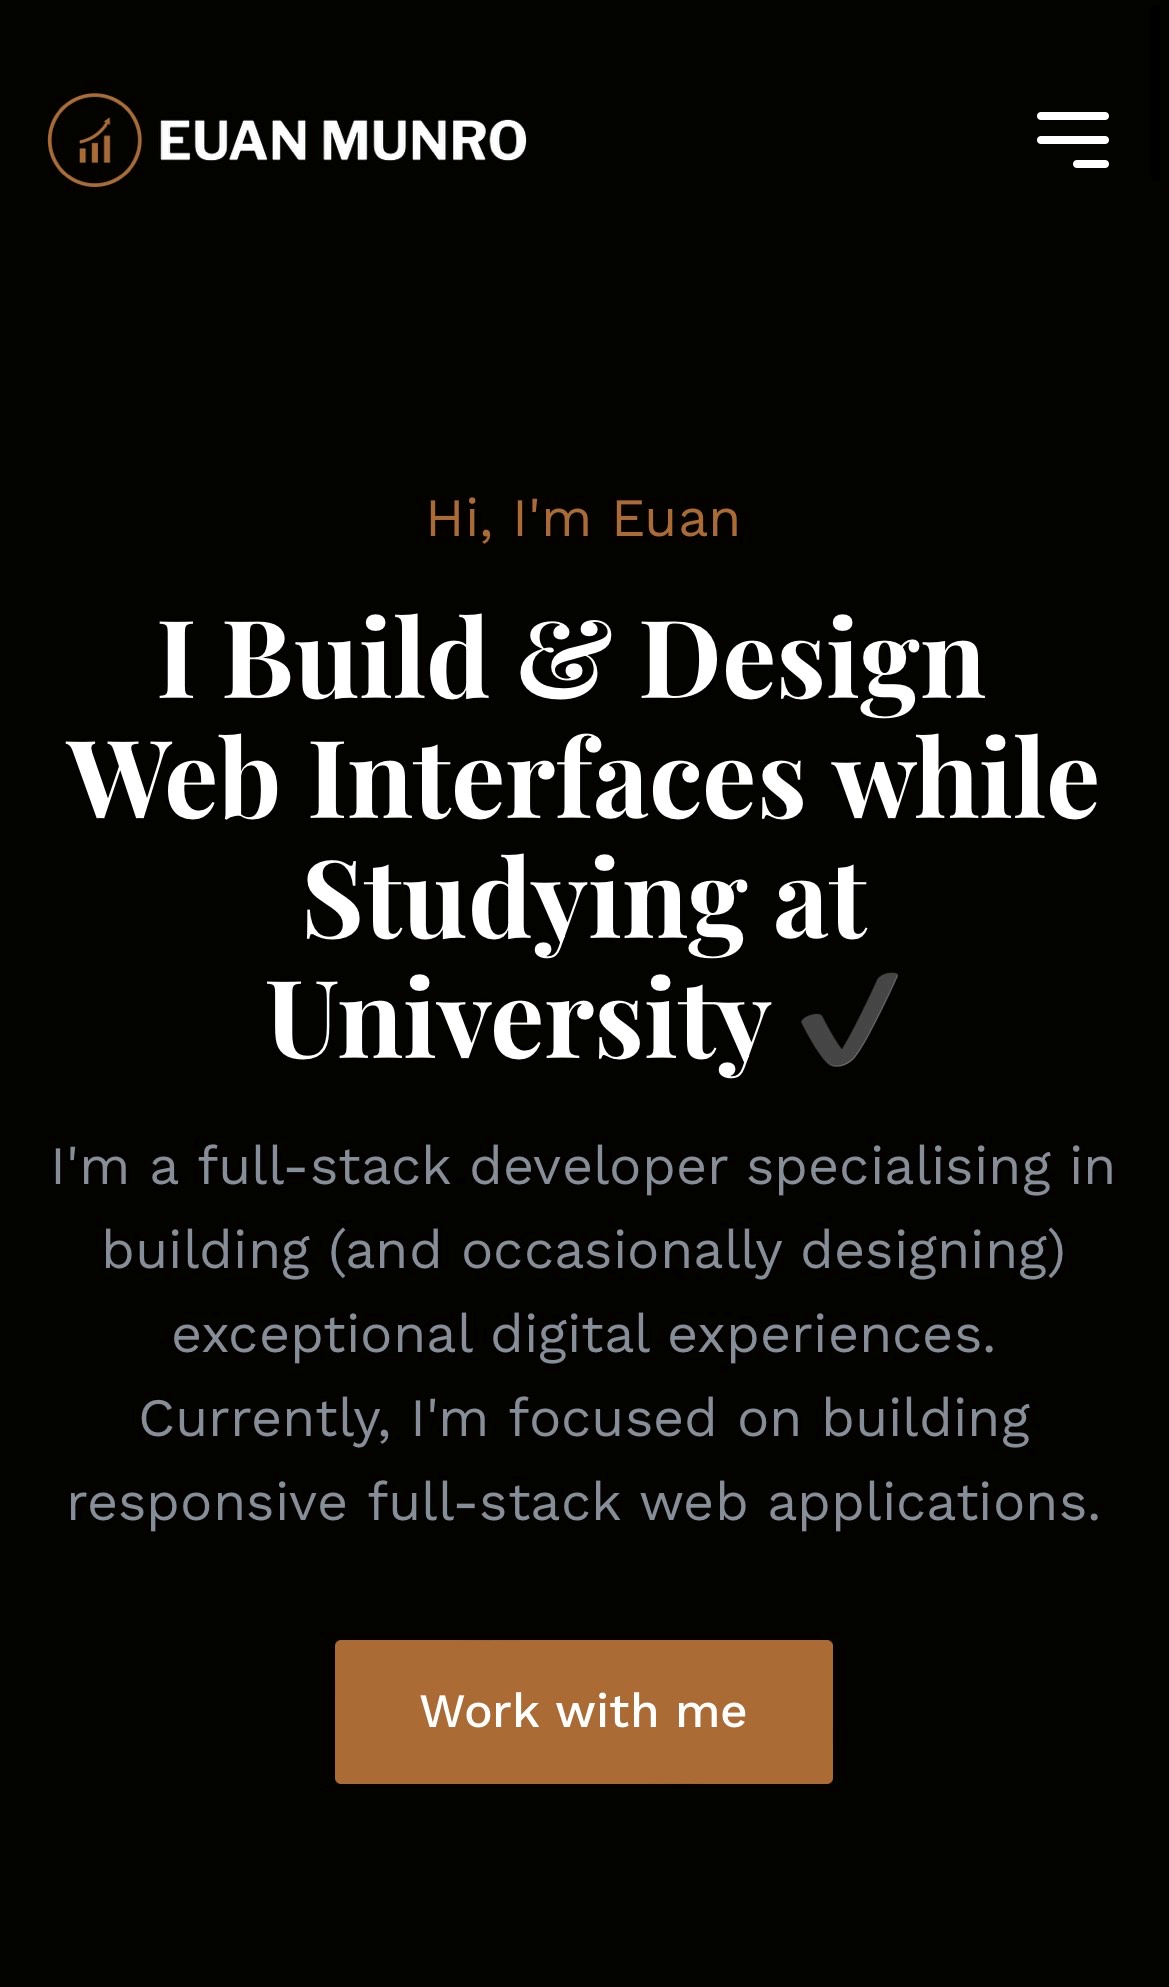 EUAN MUNRO
Hi, I'm Euan
I Build & Design
Web Interfaces while
Studying at
University ✔
I'm a full-stack developer specialising in
building (and occasionally designing)
exceptional digital experiences.
Currently, I'm focused on building
responsive full-stack web applications.
Work with me